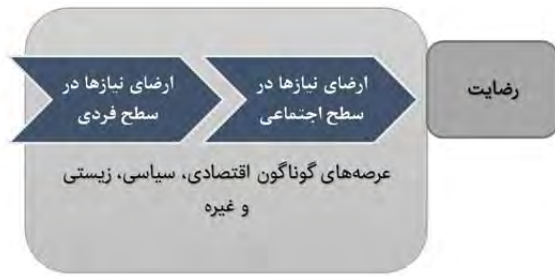 رضایت
ارضای نیازها در
سطح اجتماعی
ارضای نیازها در
سطح فردی
عرصه‌های گوناگون اقتصادی، سیاسی، زیستی
و غیره